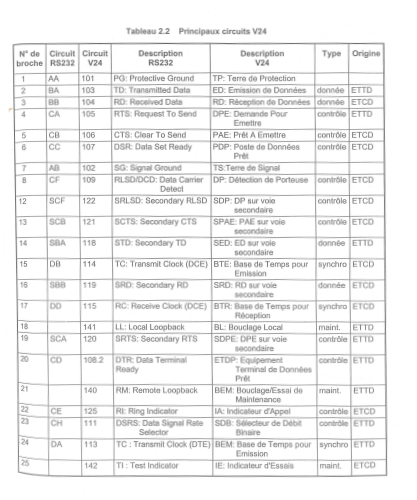 Tableau 2.2 Principaux circuits V24
N° de broche Circuit RS232 Circuit V24 Description RS232 Description V24 Type Origine
1 AA 101 PG: Protective Ground TP: Terre de Protection
2 BA 103 TD: Transmitted Data ED: Emission de Données donnée ETTD
3 BB 104 RD: Received Data RD: Réception de Données donnée ETCD
4 CA 105 RTS: Request To Send DPE: Demande Pour Emettre contrôle ETTD
5 CB 106 CTS: Clear To Send PAE: Prêt A Emettre contrôle ETCD
6 CC 107 DSR: Data Set Ready PDP: Poste de Données Prêt contrôle ETCD
7 AB 102 SG: Signal Ground TS:Terre de Signal
8 CF 109 RLSD/DCD: Data Carrier Detect DP: Détection de Porteuse contrôle ETCD
12 SCF 122 SRLSD: Secondary RLSD SDP: DP sur voie secondaire contrôle ETCD
13 SCB 121 SCTS: Secondary CTS SPAE: PAE sur voie secondaire contrôle ETCD
14 SBA 118 STD: Secondary TD SED: ED sur voie secondaire donnée ETTD
15 DB 114 TC: Transmit Clock (DCE) BTE: Base de Temps pour Emission synchro ETCD
16 SBB 119 SRD: Secondary RD SRD: RD sur voie secondaire donnée ETCD
17 DD 115 RC: Receive Clock (DCE) BTR: Base de Temps pour Réception synchro ETCD
18 141 LL: Local Loopback BL: Bouclage Local maint. ETTD
19 SCA 120 SRTS: Secondary RTS SDPE: DPE sur voie secondaire contrôle ETTD
20 CD 108.2 DTR: Data Terminal Ready ETDP: Equipement Terminal de Données Prêt contrôle ETTD
21 140 RM: Remote Loopback BEM: Bouclage/Essai de Maintenance maint. ETTD
22 CE 125 RI: Ring Indicator IA: Indicateur d'Appel contrôle ETCD
23 CH 111 DSRS: Data Signal Rate Selector SDB: Sélecteur de Débit Binaire contrôle ETTD
24 DA 113 TC : Transmit Clock (DTE) BEM: Base de Temps pour Emission synchro ETTD
25 142 TI : Test Indicator IE: Indicateur d'Essais maint. ETCD